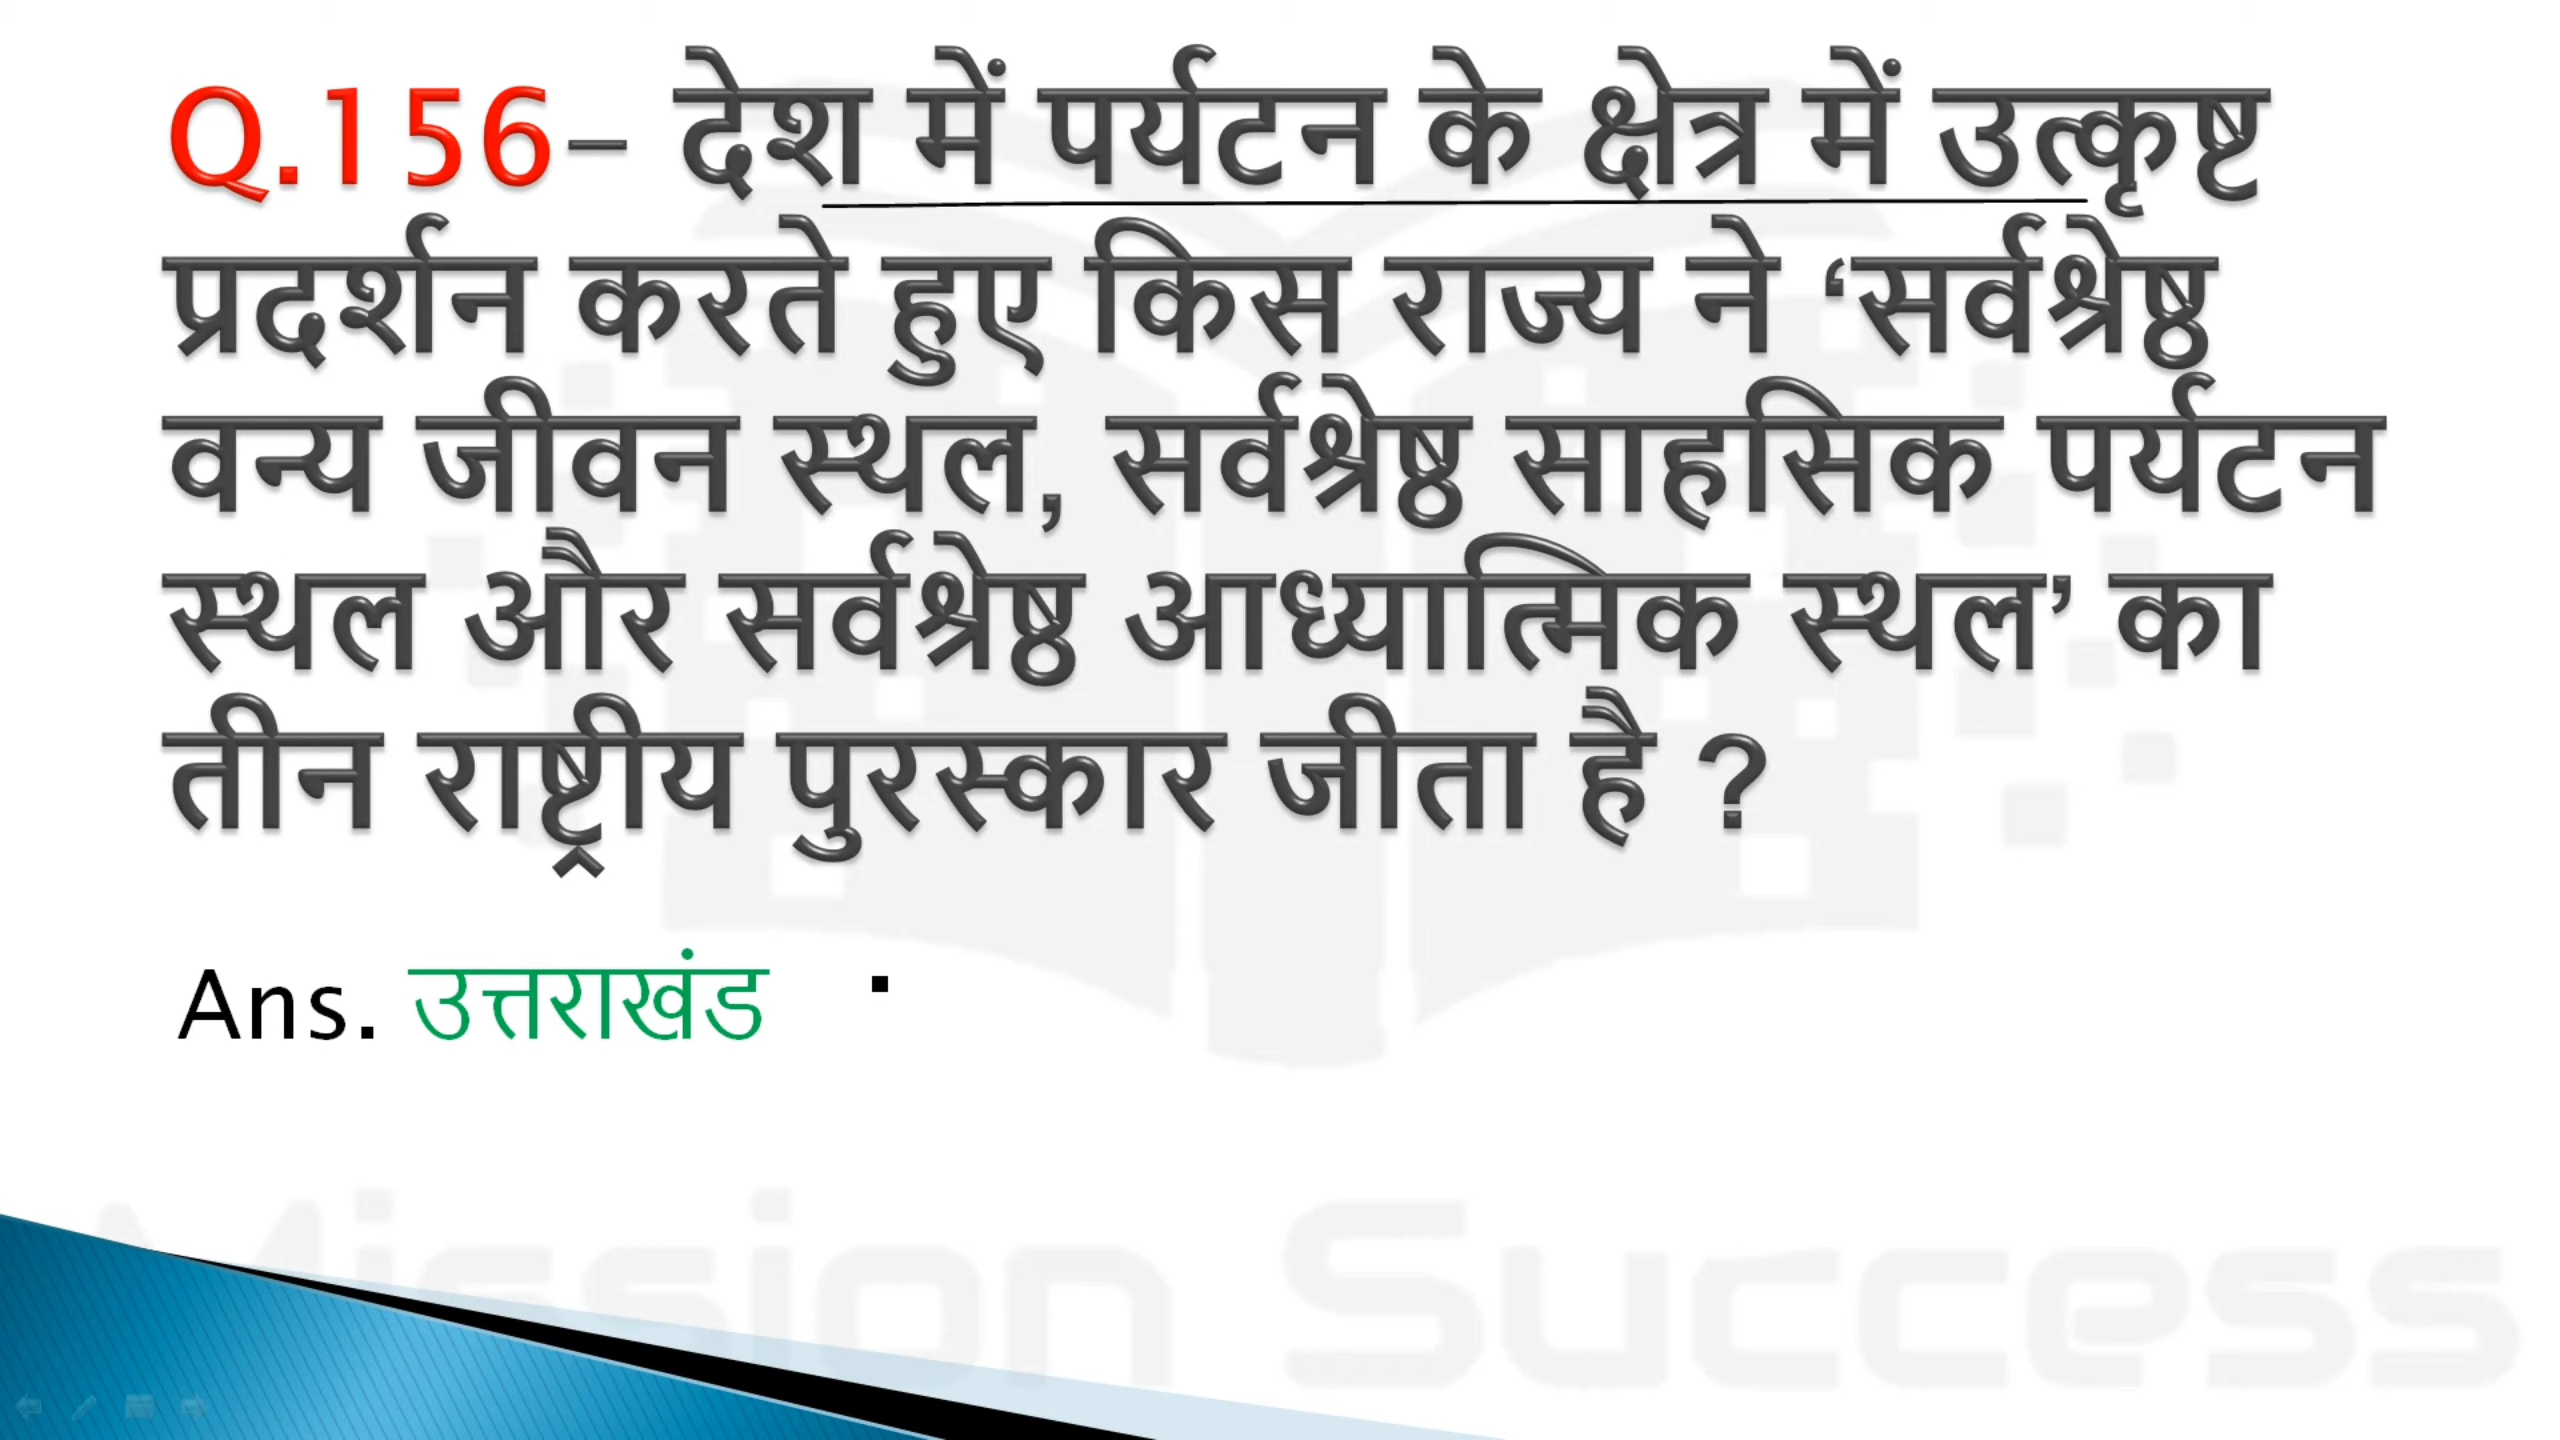 Q.156– देश में पर्यटन के क्षेत्र में उत्कृष्ट
प्रदर्शन करते हुए किस राज्य ने ‘सर्वश्रेष्ठ
वन्य जीवन स्थल, सर्वश्रेष्ठ साहसिक पर्यटन
स्थल और सर्वश्रेष्ठ आध्यात्मिक स्थल’ का
तीन राष्ट्रीय पुरस्कार जीता है ?
Ans. उत्तराखंड
Mission Success